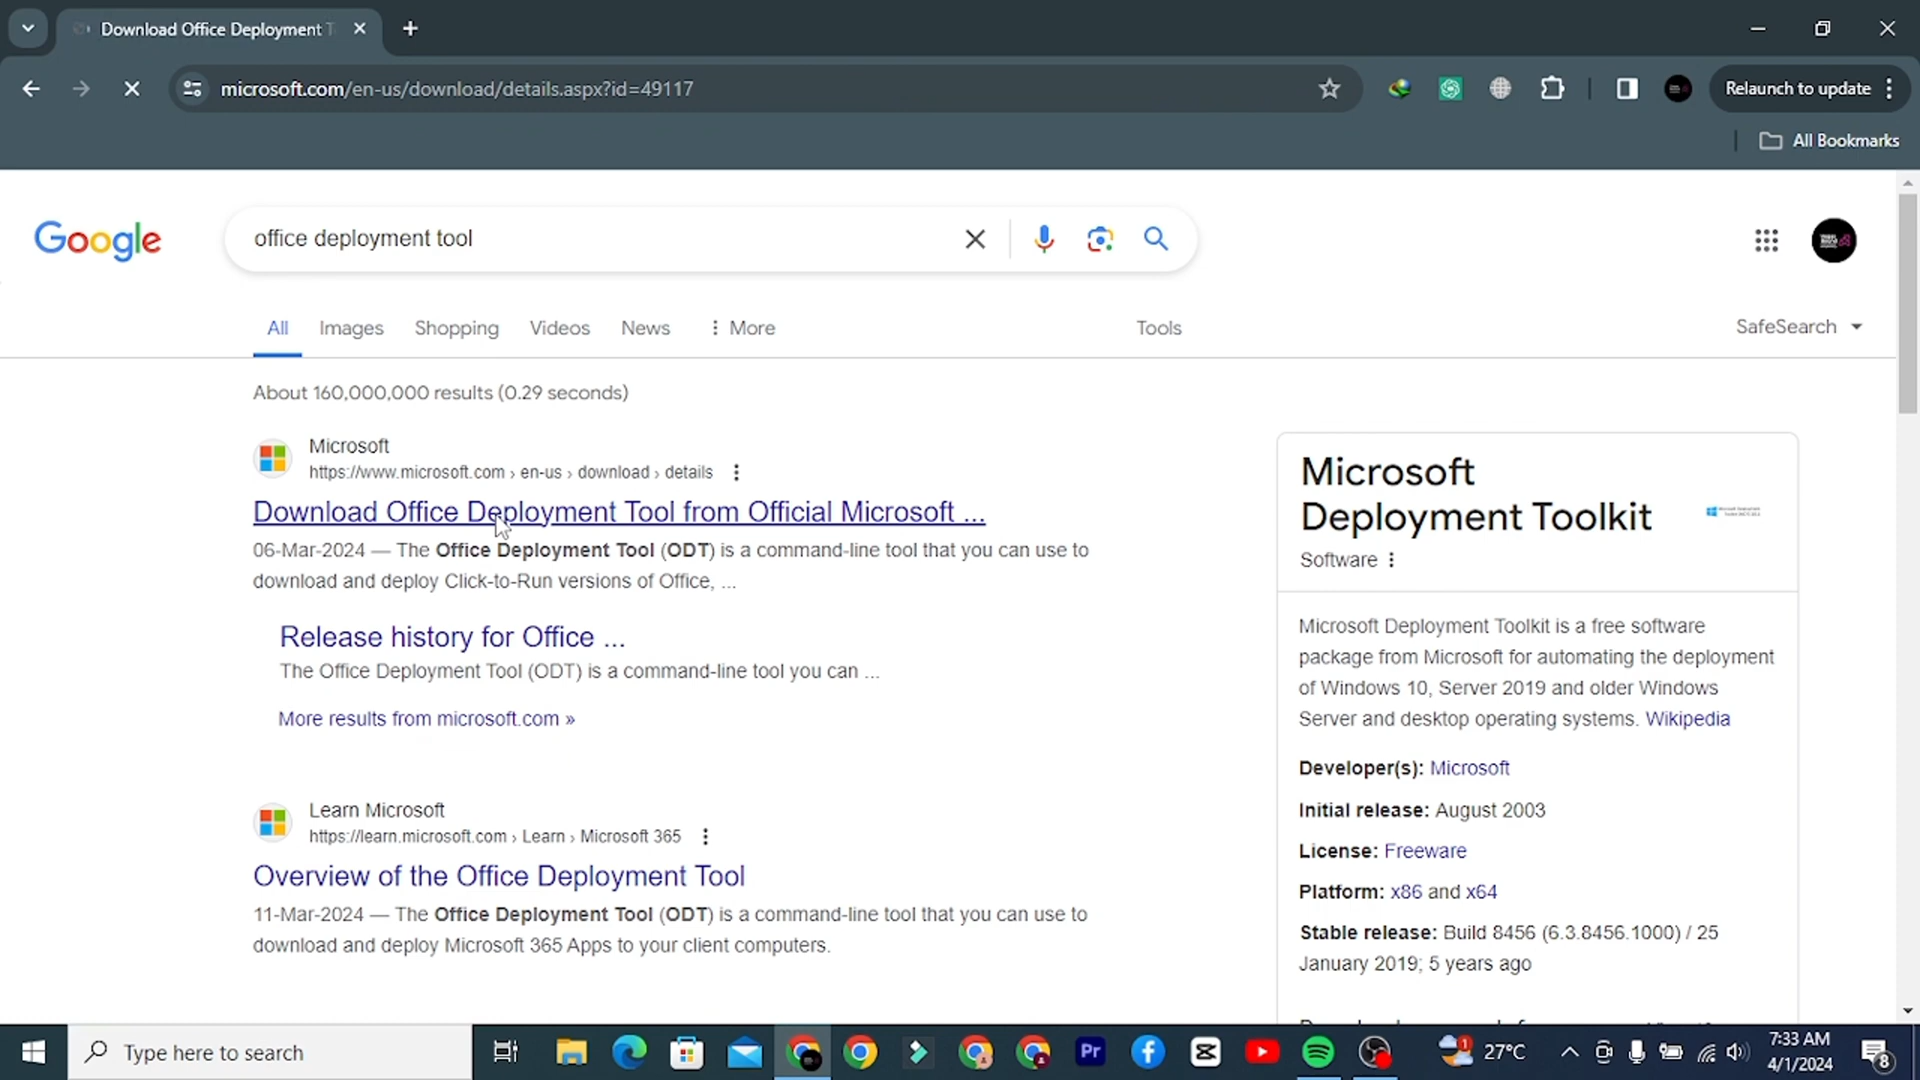 Download Office Deployment T
microsoft.com/en-us/download/details.aspx?id=49117
Relaunch to update
All Bookmarks
Google
office deployment tool
All
Images
Shopping
Videos
News
More
Tools
SafeSearch
About 160,000,000 results (0.29 seconds)
Microsoft
https://www.microsoft.com › en-us › download › details
Download Office Deployment Tool from Official Microsoft ...
06-Mar-2024 — The Office Deployment Tool (ODT) is a command-line tool that you can use to
download and deploy Click-to-Run versions of Office, ...
Release history for Office ...
The Office Deployment Tool (ODT) is a command-line tool you can ...
More results from microsoft.com »
Learn Microsoft
https://learn.microsoft.com › Learn › Microsoft 365
Overview of the Office Deployment Tool
11-Mar-2024 — The Office Deployment Tool (ODT) is a command-line tool that you can use to
download and deploy Microsoft 365 Apps to your client computers.
Microsoft
Deployment Toolkit
Software
Microsoft Deployment Toolkit is a free software
package from Microsoft for automating the deployment
of Windows 10, Server 2019 and older Windows
Server and desktop operating systems. Wikipedia
Developer(s): Microsoft
Initial release: August 2003
License: Freeware
Platform: x86 and x64
Stable release: Build 8456 (6.3.8456.1000) / 25
January 2019; 5 years ago
Type here to search
Pr
1
27°C
7:33 AM
4/1/2024
8